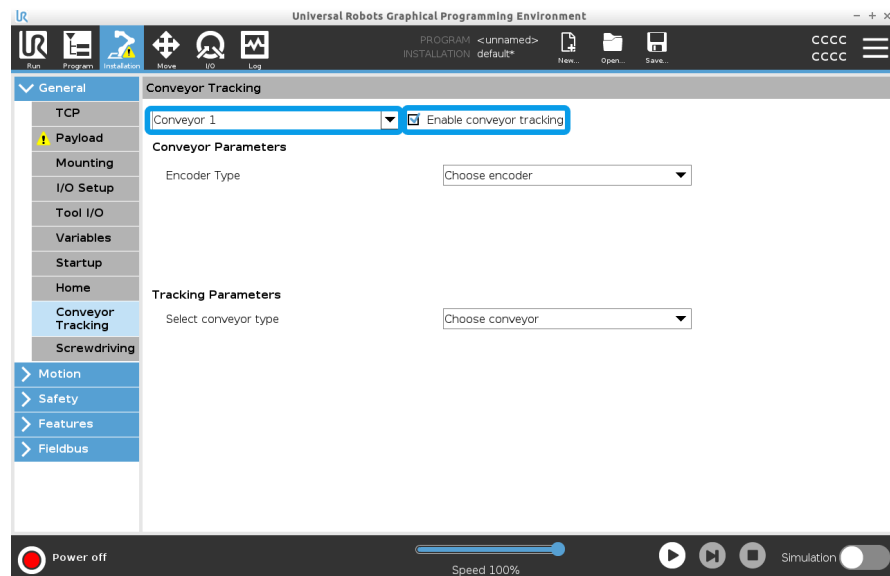 UR
Universal Robots Graphical Programming Environment
UR
Run
Program
Installation
Move
I/O
Log
PROGRAM <unnamed>
INSTALLATION default*
New...
Open...
Save...
CCCC
CCCC
General
TCP
Payload
Mounting
I/O Setup
Tool I/O
Variables
Startup
Home
Conveyor
Tracking
Screwdriving
Motion
Safety
Features
Fieldbus
Conveyor Tracking
Conveyor 1
Enable conveyor tracking
Conveyor Parameters
Encoder Type
Choose encoder
Tracking Parameters
Select conveyor type
Choose conveyor
Power off
Speed 100%
Simulation